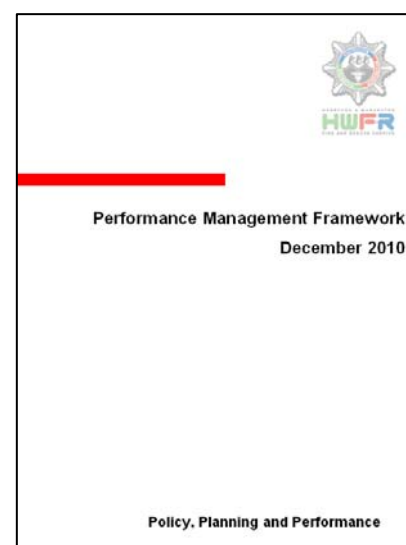 HWFR
Performance Management Framework
December 2010
Policy, Planning and Performance